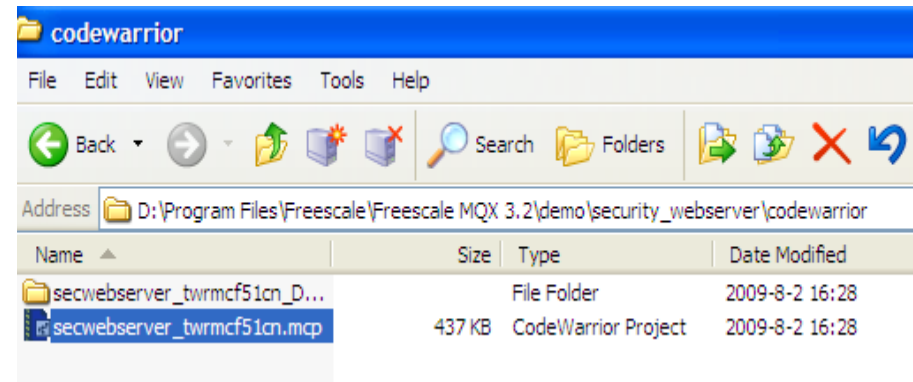 codewarrior
File Edit View Favorites Tools Help
Back Search Folders
Address D:\Program Files\Freescale\Freescale MQX 3.2\demo\security_webserver\codewarrior
Name Size Type Date Modified
secwebserver_twrmcf51cn_D... File Folder 2009-8-2 16:28
secwebserver_twrmcf51cn.mcp 437 KB CodeWarrior Project 2009-8-2 16:28